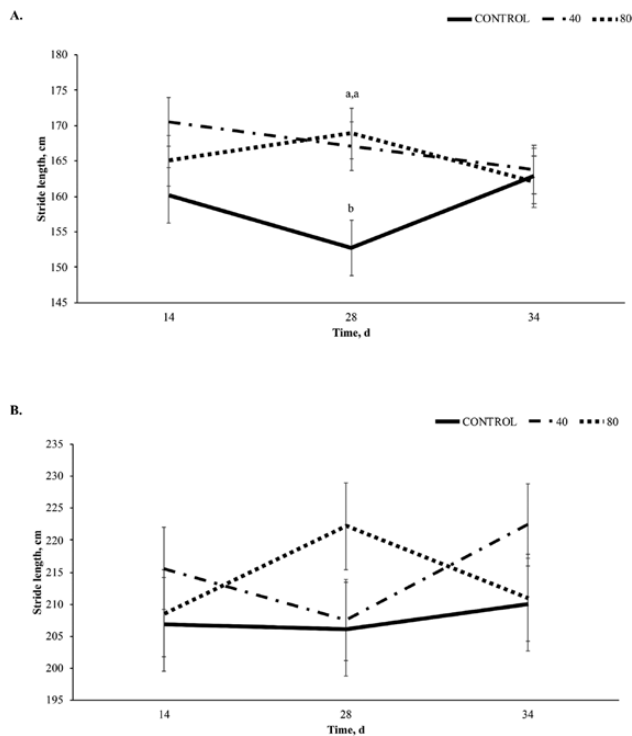 A.
CONTROL 40 80
180
175
170
165
160
155
150
145
Stride length, cm
a,a
b
14 28 34
Time, d
B.
CONTROL 40 80
235
230
225
220
215
210
205
200
195
Stride length, cm
14 28 34
Time, d